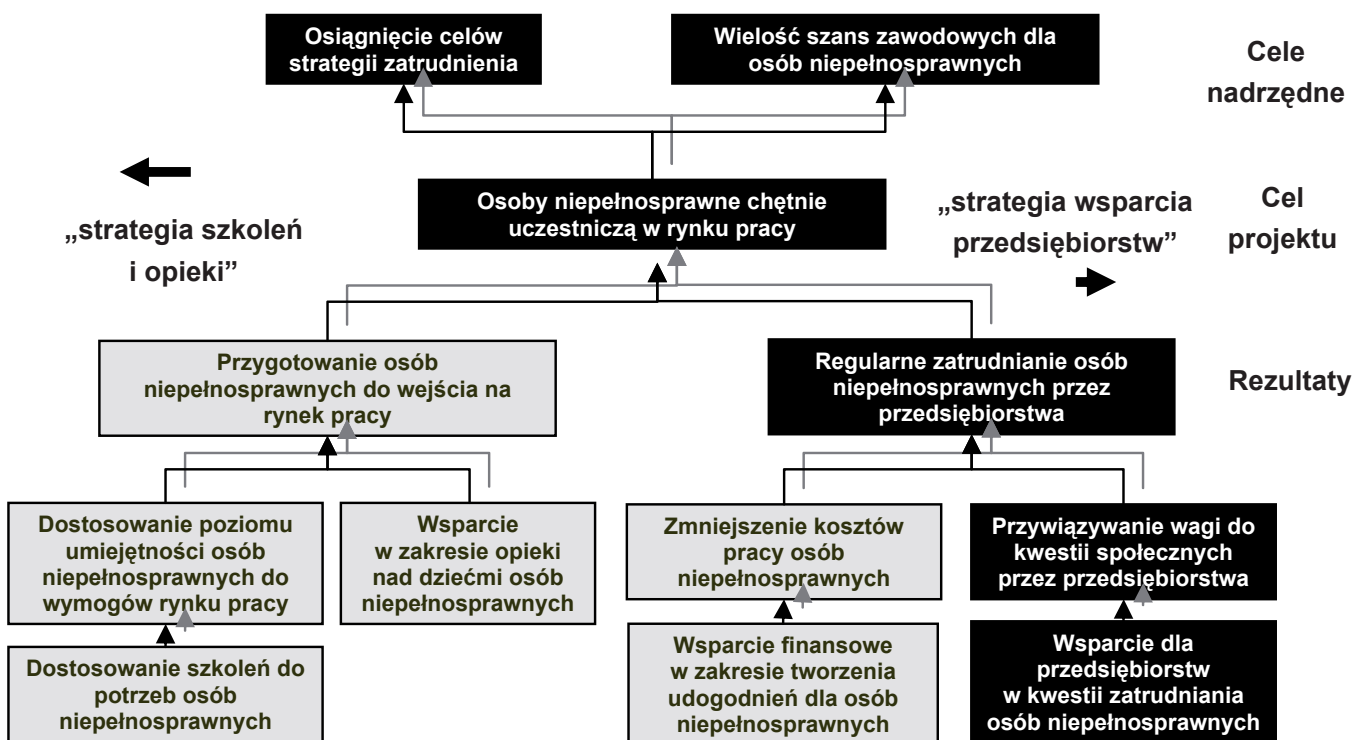 Osiągnięcie celów
strategii zatrudnienia
Wielość szans zawodowych dla
osób niepełnosprawnych
Cele
nadrzędne
„strategia szkoleń
i opieki”
Osoby niepełnosprawne chętnie
uczestniczą w rynku pracy
„strategia wsparcia
przedsiębiorstw”
Cel
projektu
Przygotowanie osób
niepełnosprawnych do wejścia na
rynek pracy
Regularne zatrudnianie osób
niepełnosprawnych przez
przedsiębiorstwa
Rezultaty
Dostosowanie poziomu
umiejętności osób
niepełnosprawnych do
wymogów rynku pracy
Wsparcie
w zakresie opieki
nad dziećmi osób
niepełnosprawnych
Zmniejszenie kosztów
pracy osób
niepełnosprawnych
Przywiązywanie wagi do
kwestii społecznych
przez przedsiębiorstwa
Dostosowanie szkoleń do
potrzeb osób
niepełnosprawnych
Wsparcie finansowe
w zakresie tworzenia
udogodnień dla osób
niepełnosprawnych
Wsparcie dla
przedsiębiorstw
w kwestii zatrudniania
osób niepełnosprawnych